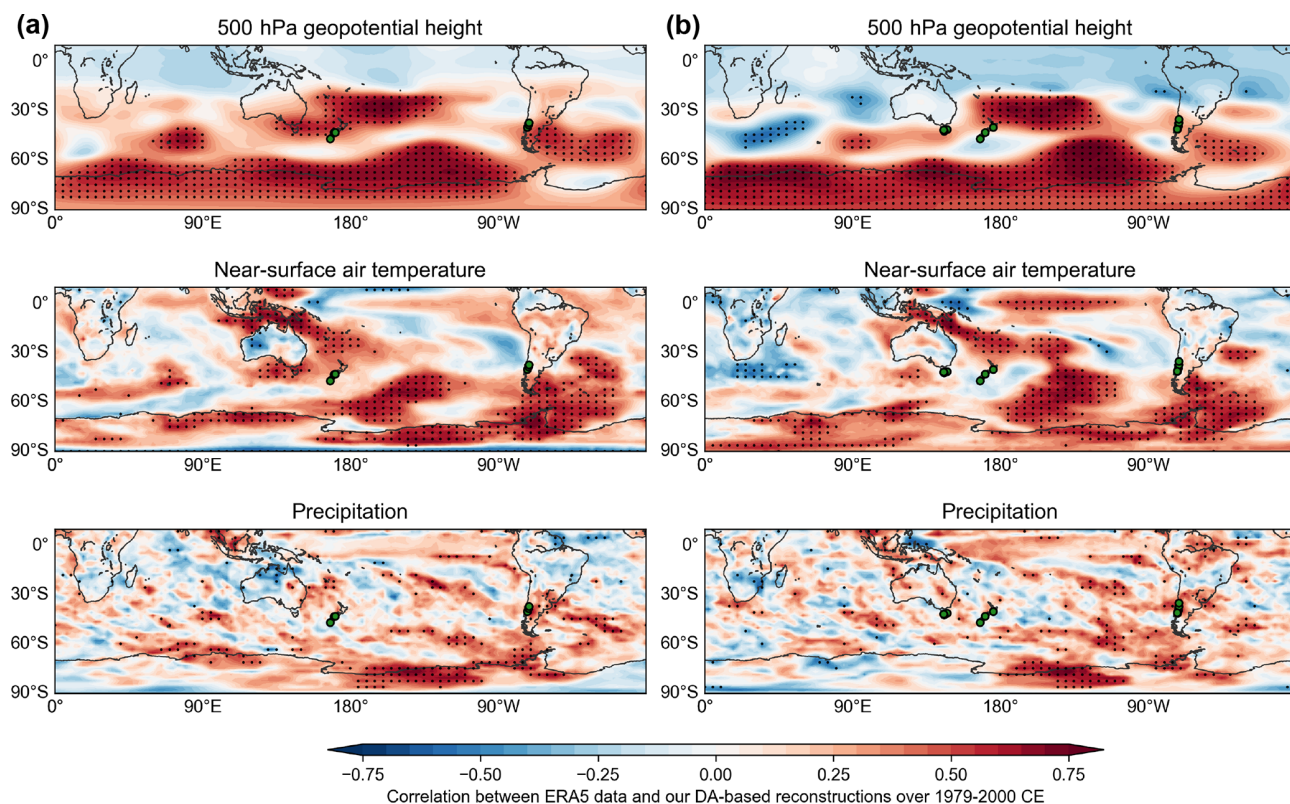 (a)
500 hPa geopotential height
0°
30°S
60°S
90°S
0°
90°E
180°
90°W
Near-surface air temperature
0°
30°S
60°S
90°S
0°
90°E
180°
90°W
Precipitation
0°
30°S
60°S
90°S
0°
90°E
180°
90°W
(b)
500 hPa geopotential height
0°
30°S
60°S
90°S
0°
90°E
180°
90°W
Near-surface air temperature
0°
30°S
60°S
90°S
0°
90°E
180°
90°W
Precipitation
0°
30°S
60°S
90°S
0°
90°E
180°
90°W
−0.75 −0.50 −0.25 0.00 0.25 0.50 0.75
Correlation between ERA5 data and our DA-based reconstructions over 1979-2000 CE